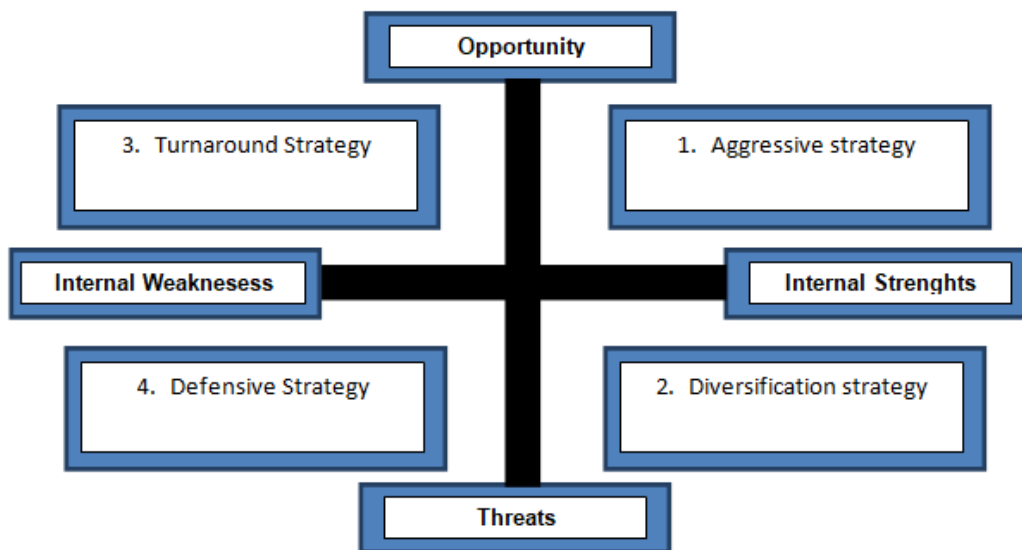 Opportunity
3. Turnaround Strategy
1. Aggressive strategy
Internal Weaknesess
Internal Strenghts
4. Defensive Strategy
2. Diversification strategy
Threats